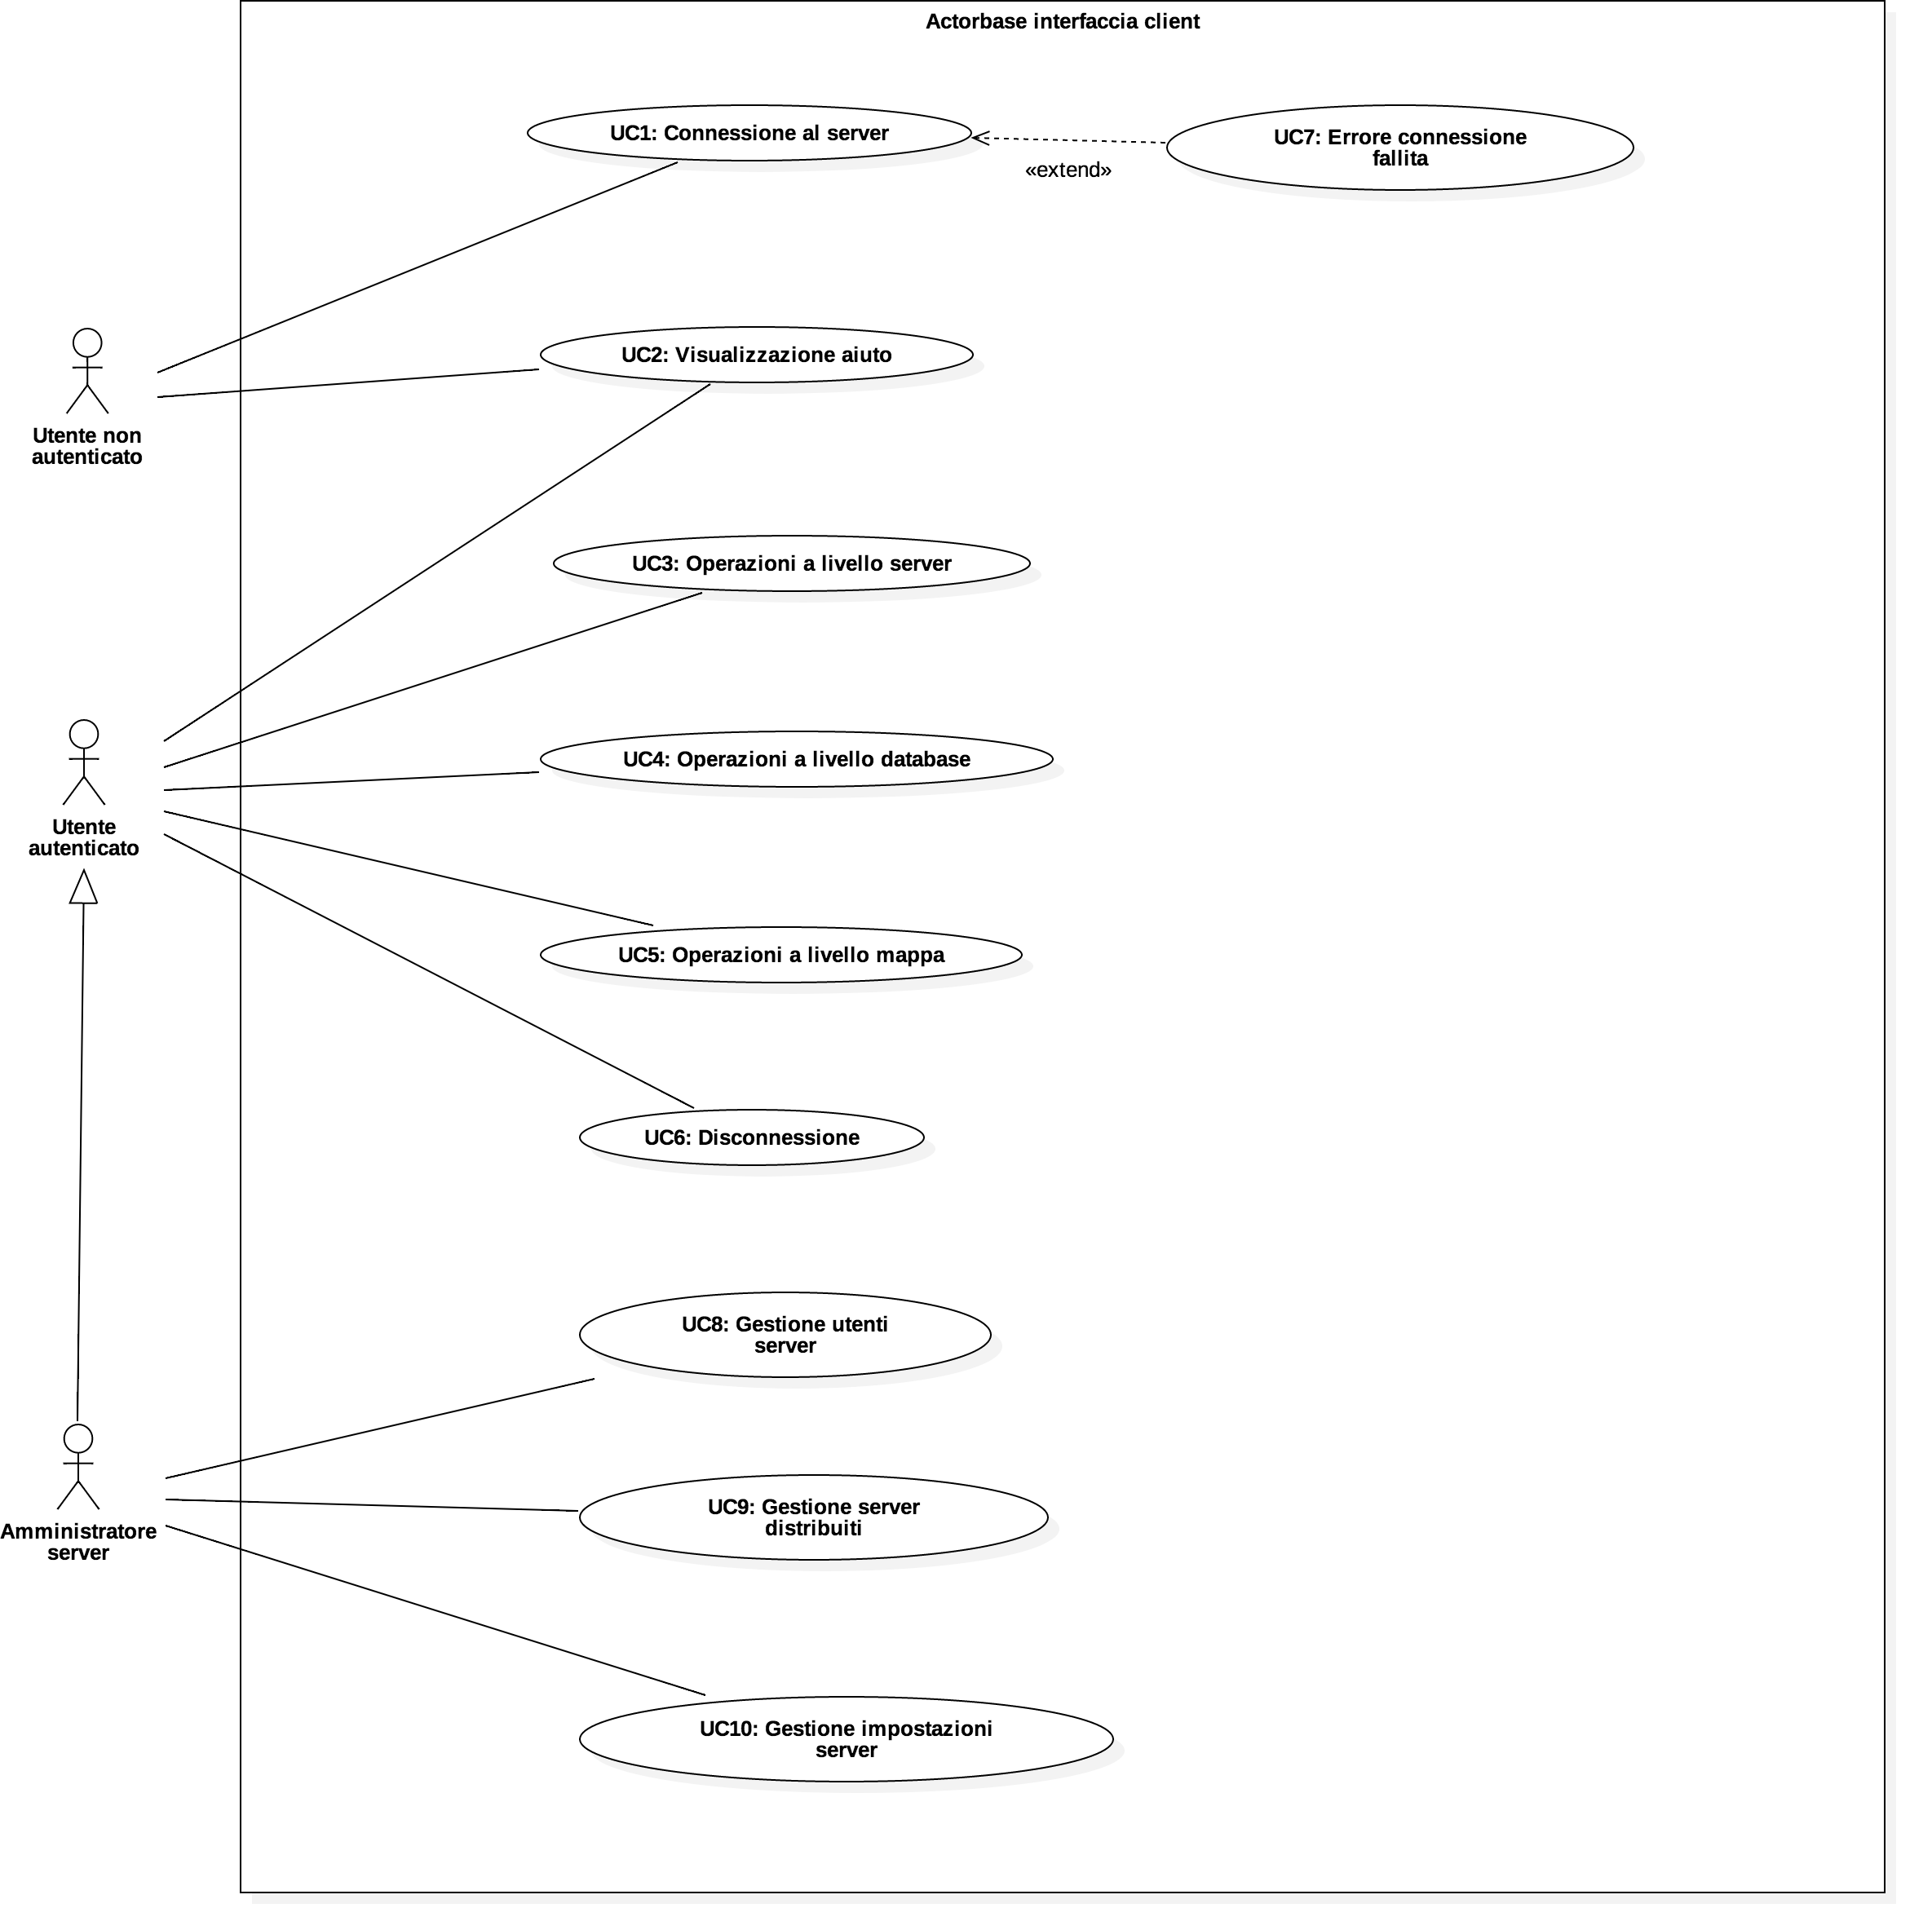 Actorbase interfaccia client
UC1: Connessione al server
UC7: Errore connessione
fallita
«extend»
UC2: Visualizzazione aiuto
Utente non
autenticato
UC3: Operazioni a livello server
UC4: Operazioni a livello database
Utente
autenticato
UC5: Operazioni a livello mappa
UC6: Disconnessione
UC8: Gestione utenti
server
UC9: Gestione server
distribuiti
Amministratore
server
UC10: Gestione impostazioni
server